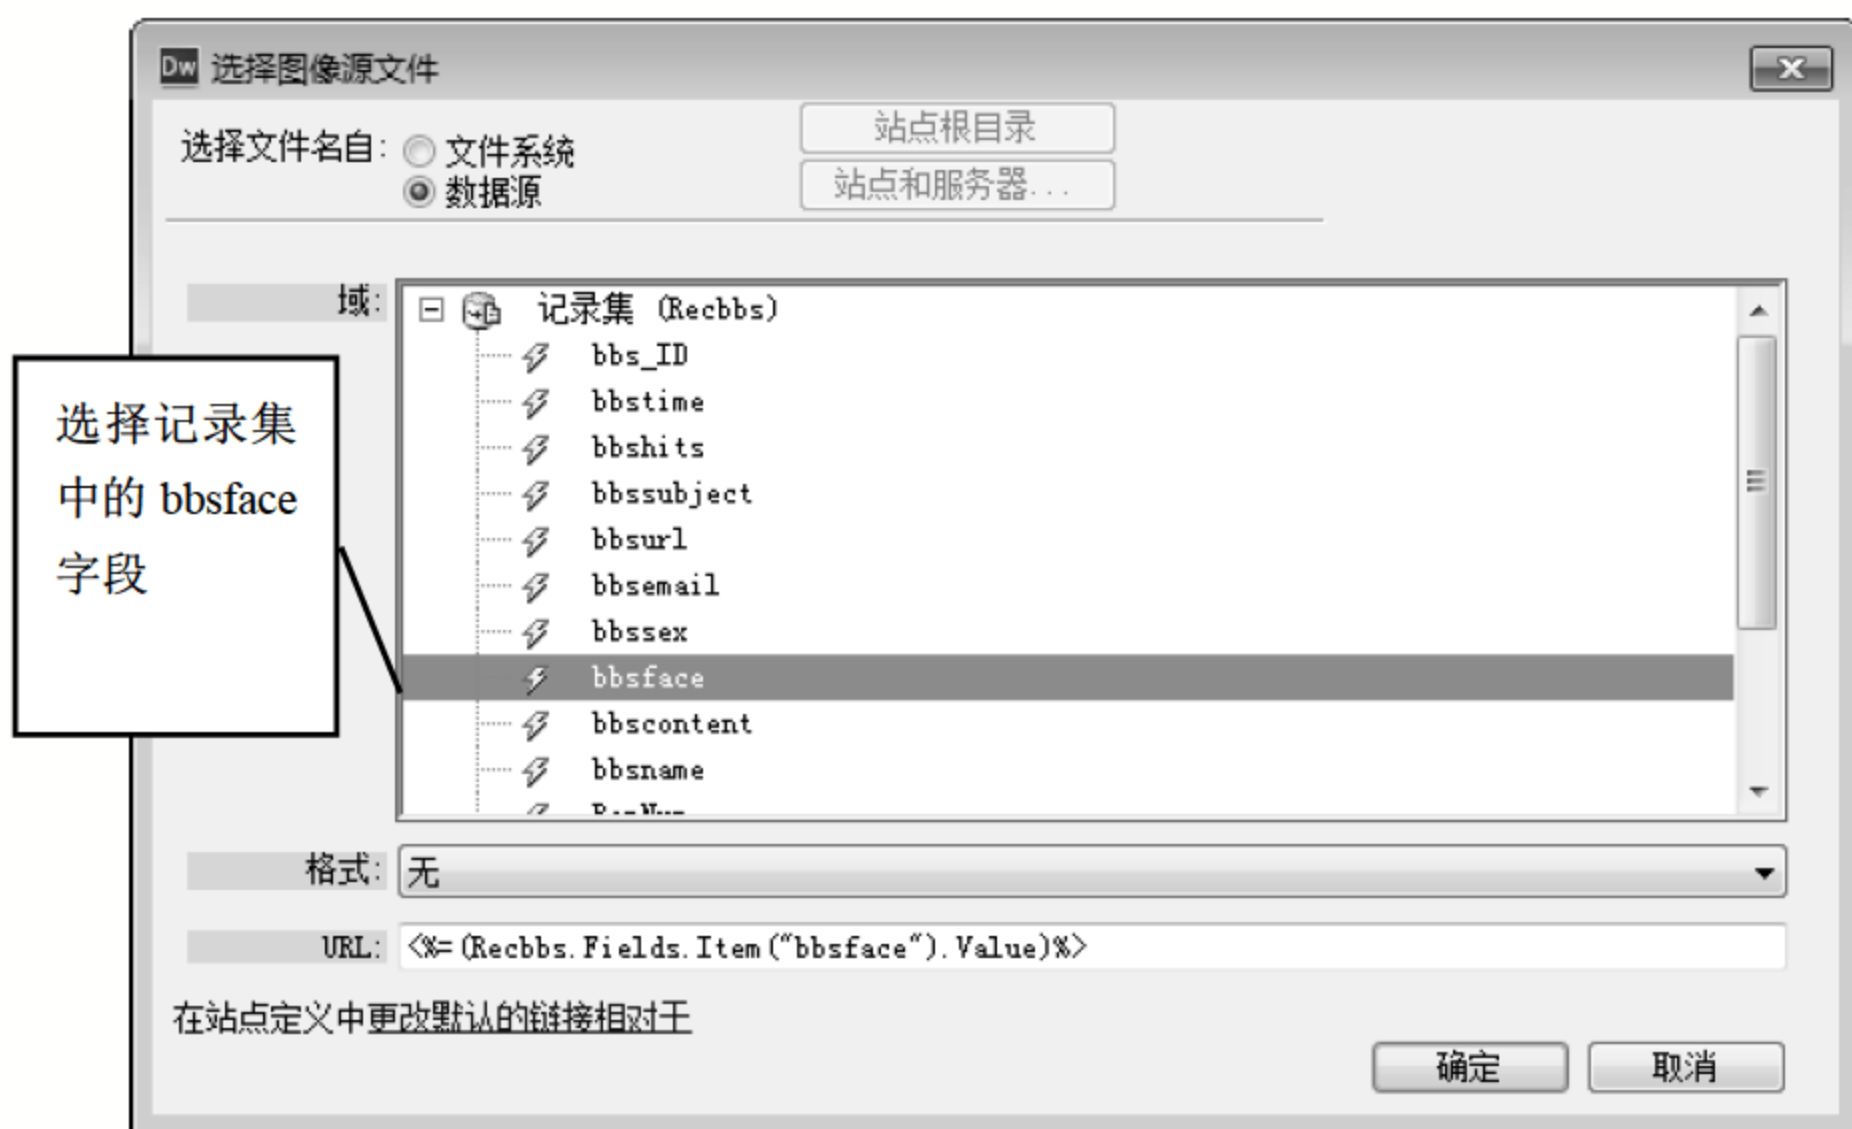 Dw 选择图像源文件
选择文件名自:
文件系统
数据源
站点根目录
站点和服务器...
域:
记录集 (Recbbs)
bbs_ID
bbstime
bbshits
bbssubject
bbsurl
bbsemail
bbssex
bbsface
bbscontent
bbsname
选择记录集
中的 bbsface
字段
格式:
无
URL:
<%=(Recbbs.Fields.Item("bbsface").Value)%>
在站点定义中更改默认的链接相对于
确定
取消